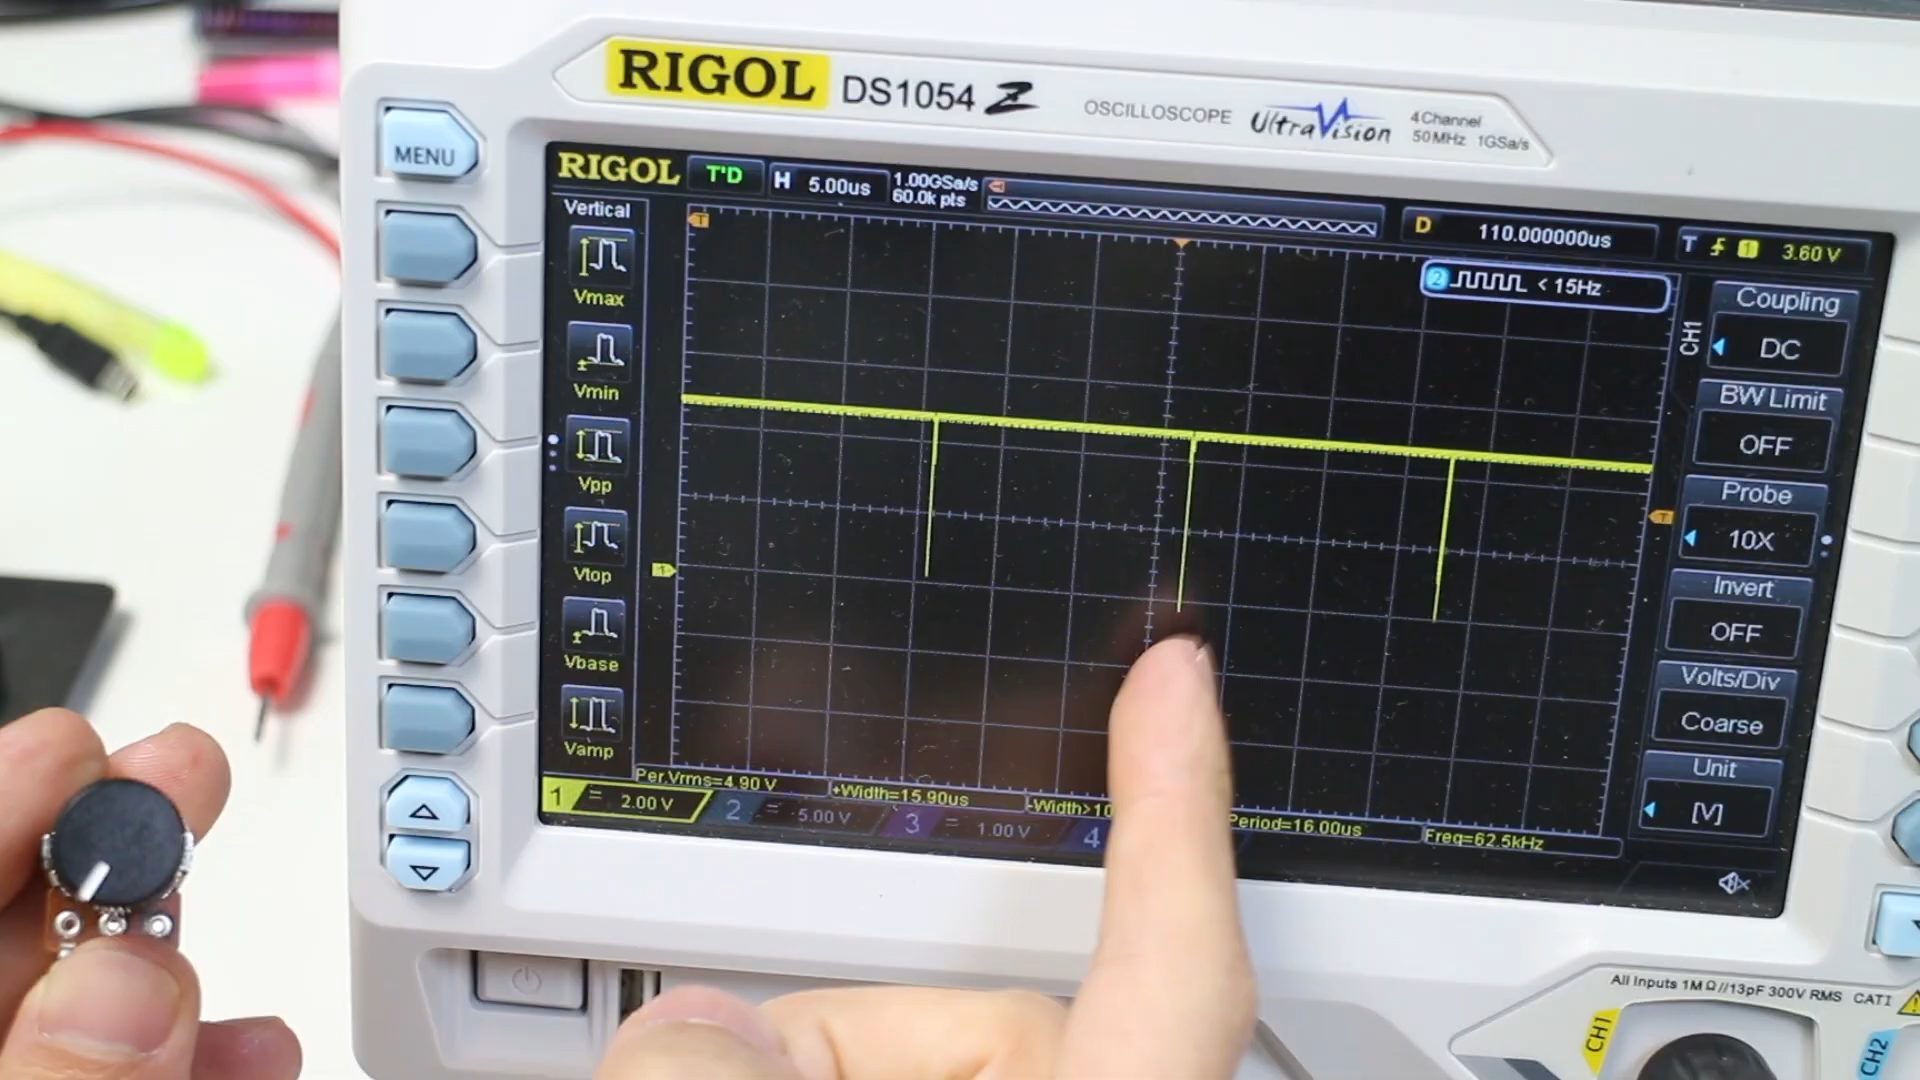 RIGOL DS1054 Z OSCILLOSCOPE UltraVision 4 Channel
50MHz 1GSa/s
MENU
RIGOL T'D H 5.00us 1.00GSa/s
60.0k pts
D 110.000000us T 1 3.60 V
Vertical
Vmax
Vmin
Vpp
Vtop
Vbase
Vamp
2 < 15Hz
CH1
Coupling
DC
BW Limit
OFF
Probe
10X
Invert
OFF
Volts/Div
Coarse
Unit
[V]
T
T
1
Per.Vrms=4.90 V +Width=15.90us -Width>10 Period=16.00us Freq=62.5kHz
1 = 2.00 V 2 = 5.00 V 3 = 1.00 V 4
All Inputs 1MΩ//13pF 300V RMS CATI
CH1
CH2